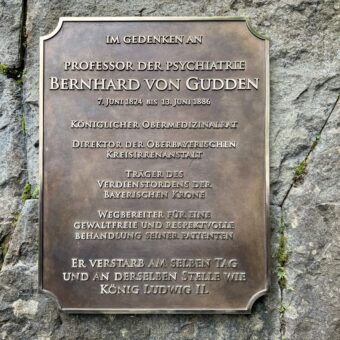 IM GEDENKEN AN
PROFESSOR DER PSYCHIATRIE
BERNHARD VON GUDDEN
7. JUNI 1824 BIS 13. JUNI 1886
KÖNIGLICHER OBERMEDIZINALRAT
DIREKTOR DER OBERBAYERISCHEN
KREISIRRENANSTALT
TRÄGER DES
VERDIENSTORDENS DER
BAYERISCHEN KRONE
WEGBEREITER FÜR EINE
GEWALTFREIE UND RESPEKTVOLLE
BEHANDLUNG SEINER PATIENTEN
ER VERSTARB AM SELBEN TAG
UND AN DERSELBEN STELLE WIE
KÖNIG LUDWIG II.